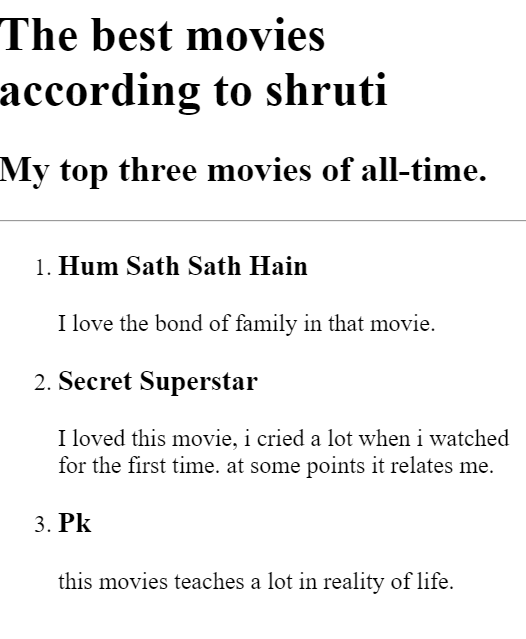 The best movies
according to shruti
My top three movies of all-time.
1. Hum Sath Sath Hain
I love the bond of family in that movie.
2. Secret Superstar
I loved this movie, i cried a lot when i watched
for the first time. at some points it relates me.
3. Pk
this movies teaches a lot in reality of life.